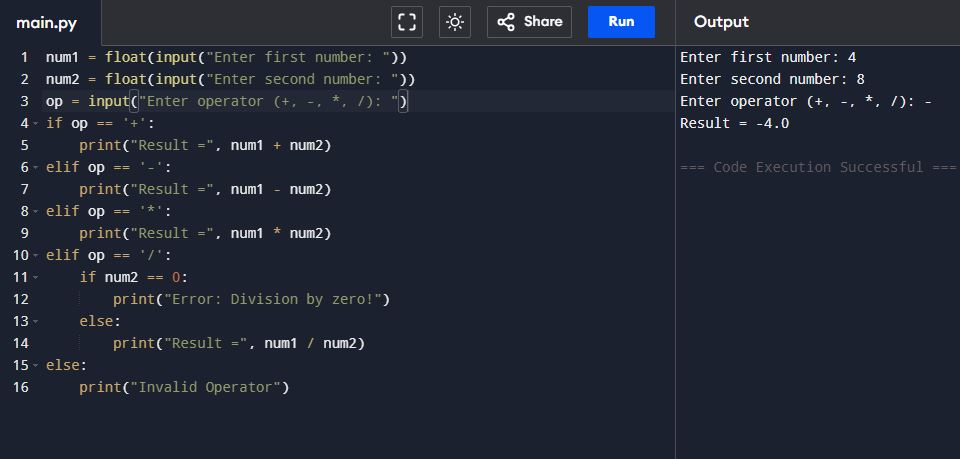 main.py
Share
Run
Output
1 num1 = float(input("Enter first number: "))
2 num2 = float(input("Enter second number: "))
3 op = input("Enter operator (+, -, *, /): ")
4 if op == '+':
5     print("Result =", num1 + num2)
6 elif op == '-':
7     print("Result =", num1 - num2)
8 elif op == '*':
9     print("Result =", num1 * num2)
10 elif op == '/':
11     if num2 == 0:
12         print("Error: Division by zero!")
13     else:
14         print("Result =", num1 / num2)
15 else:
16     print("Invalid Operator")
Enter first number: 4
Enter second number: 8
Enter operator (+, -, *, /): -
Result = -4.0
=== Code Execution Successful ===